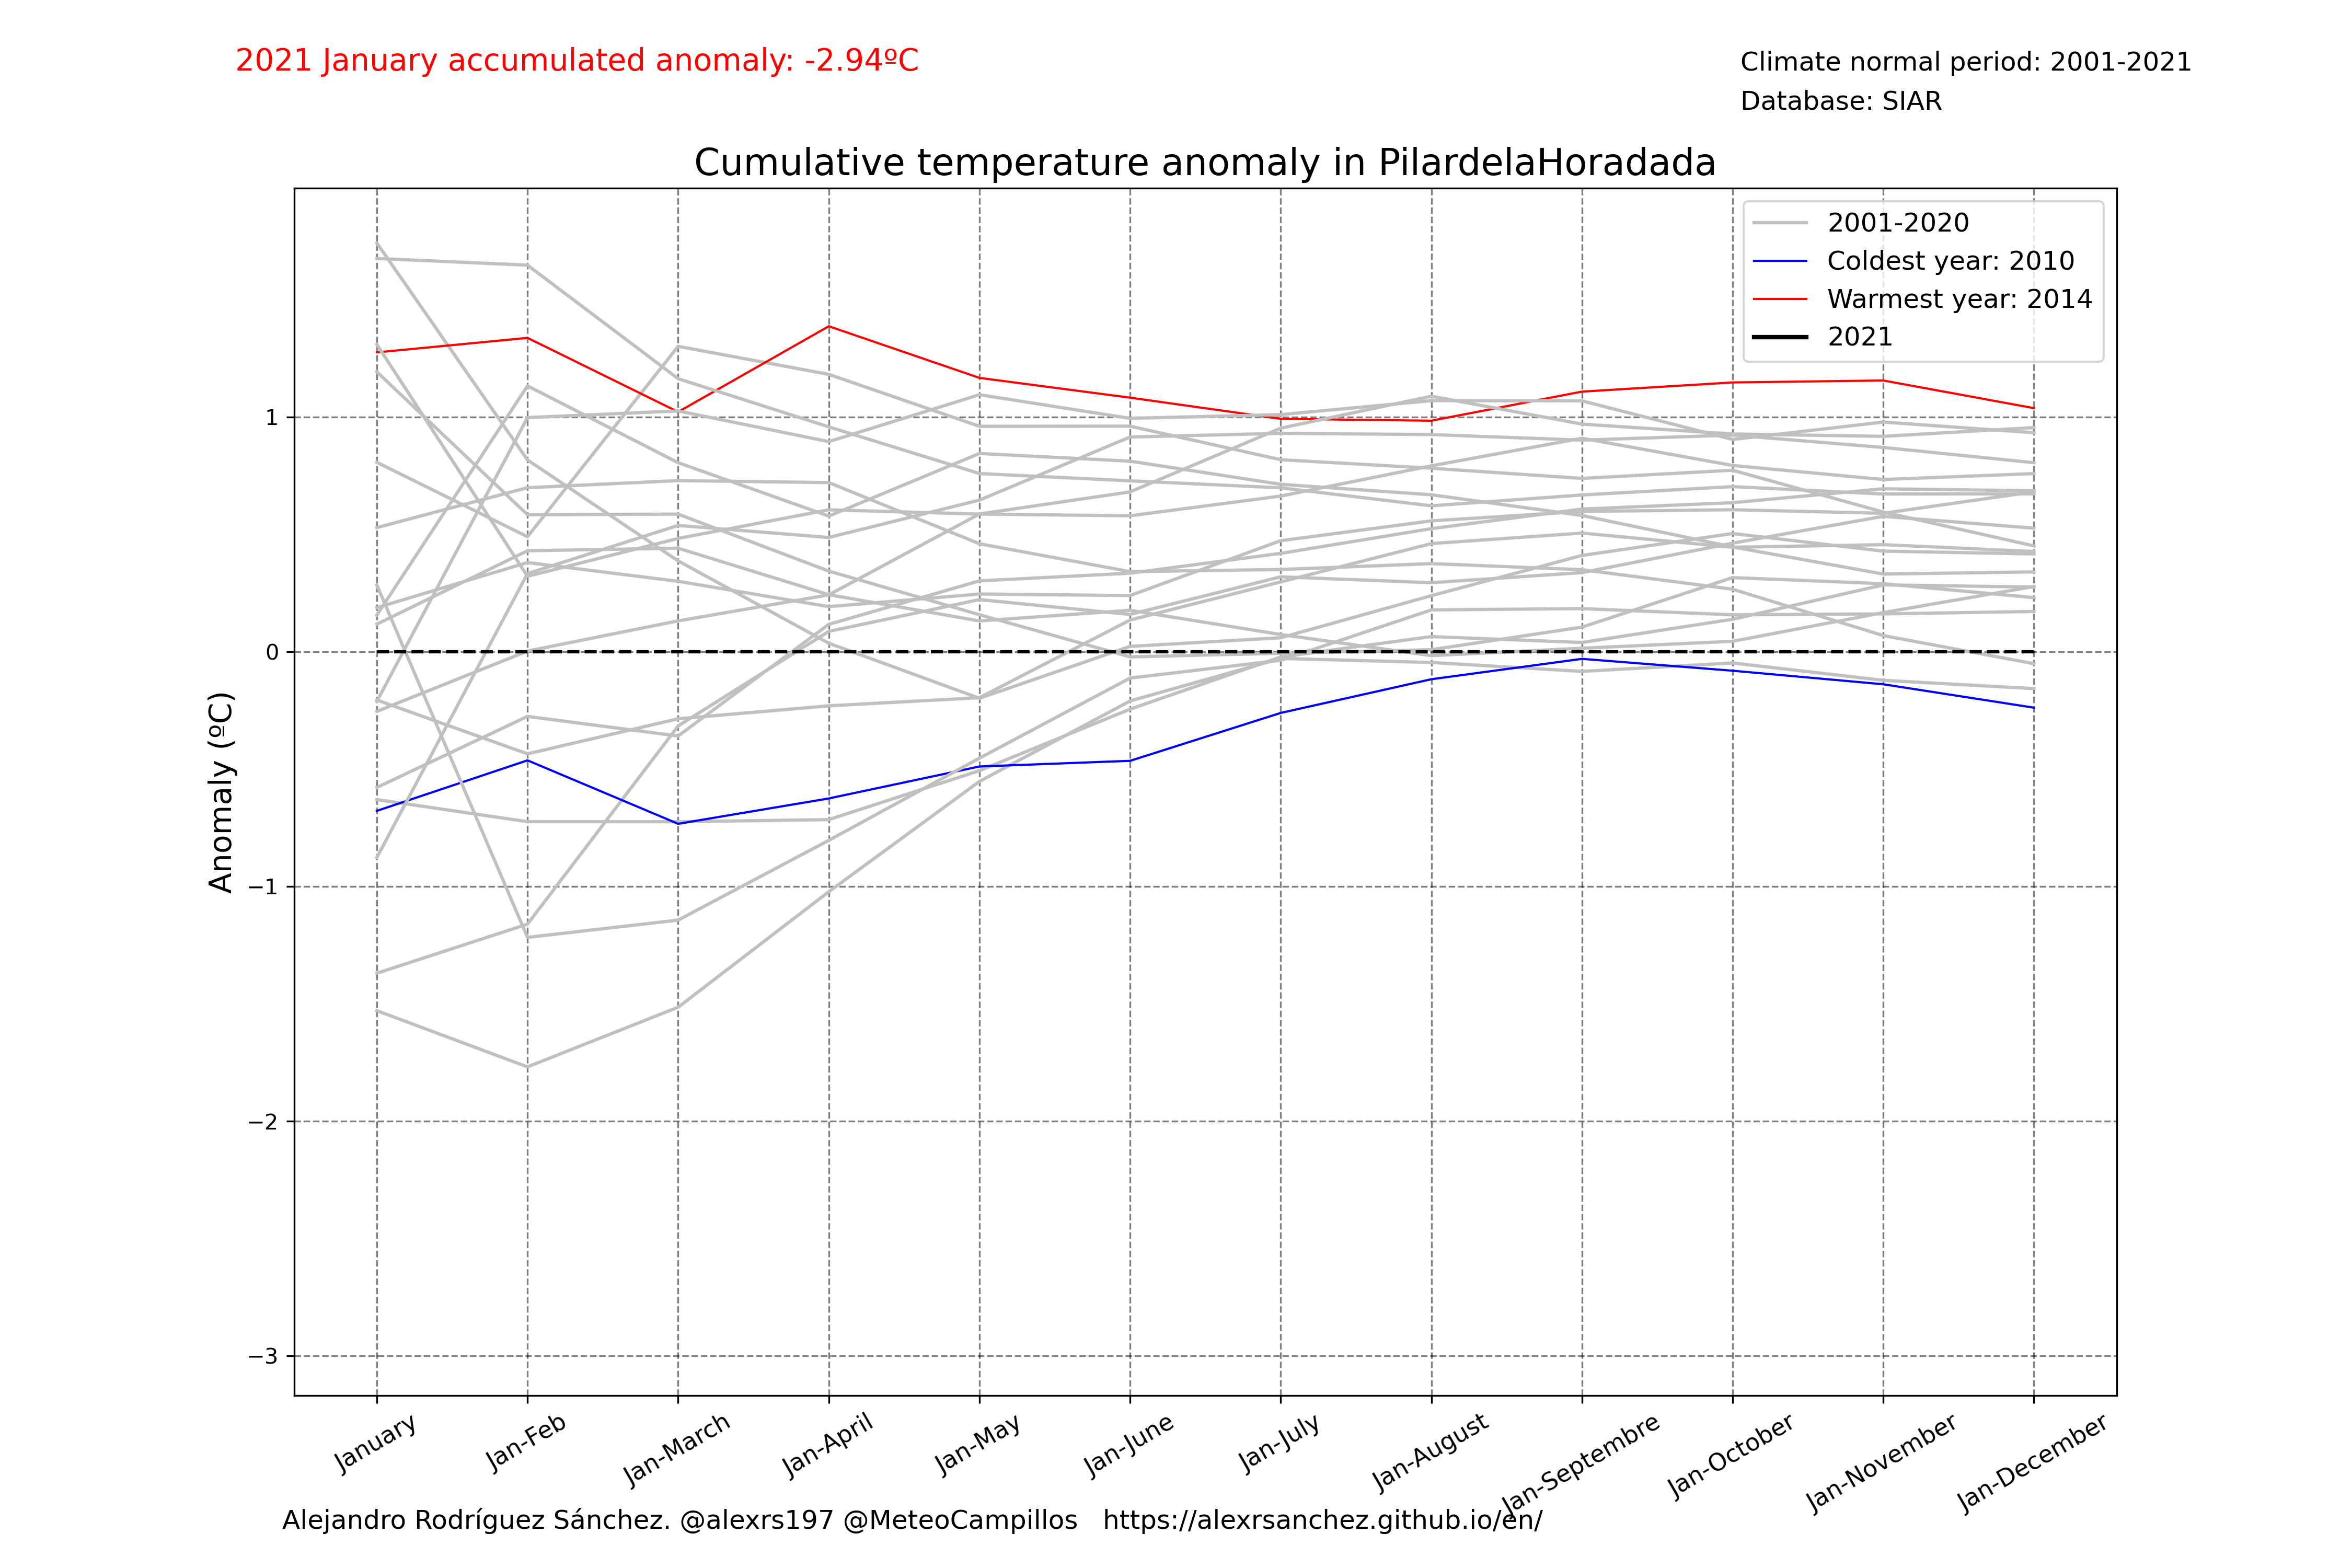 2021 January accumulated anomaly: -2.94ºC
Climate normal period: 2001-2021
Database: SIAR
Cumulative temperature anomaly in PilardelaHoradada
2001-2020
Coldest year: 2010
Warmest year: 2014
2021
Anomaly (ºC)
1
0
−1
−2
−3
January
Jan-Feb
Jan-March
Jan-April
Jan-May
Jan-June
Jan-July
Jan-August
Jan-Septembre
Jan-October
Jan-November
Jan-December
Alejandro Rodríguez Sánchez. @alexrs197 @MeteoCampillos   https://alexrsanchez.github.io/en/